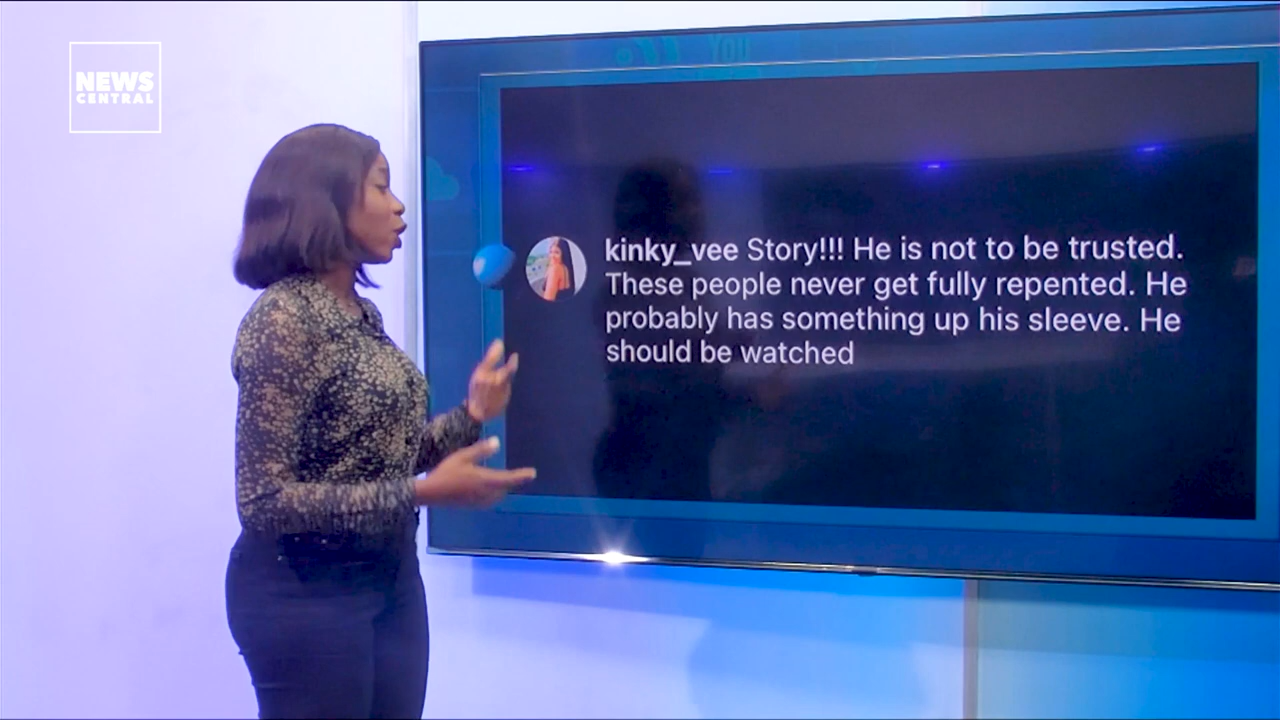 NEWS
CENTRAL
YOU
kinky_vee Story!!! He is not to be trusted.
These people never get fully repented. He
probably has something up his sleeve. He
should be watched